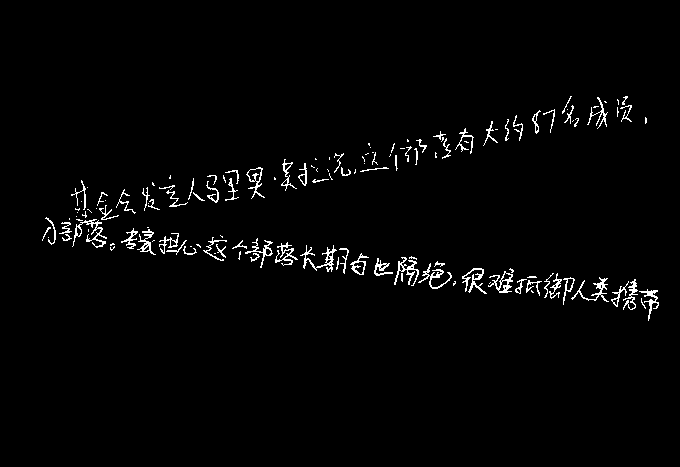 基金会发言人马里奥·莱拉说,这个部落有大约87名成员,
小部落。专家担心这个部落长期与世隔绝,很难抵御人类携带